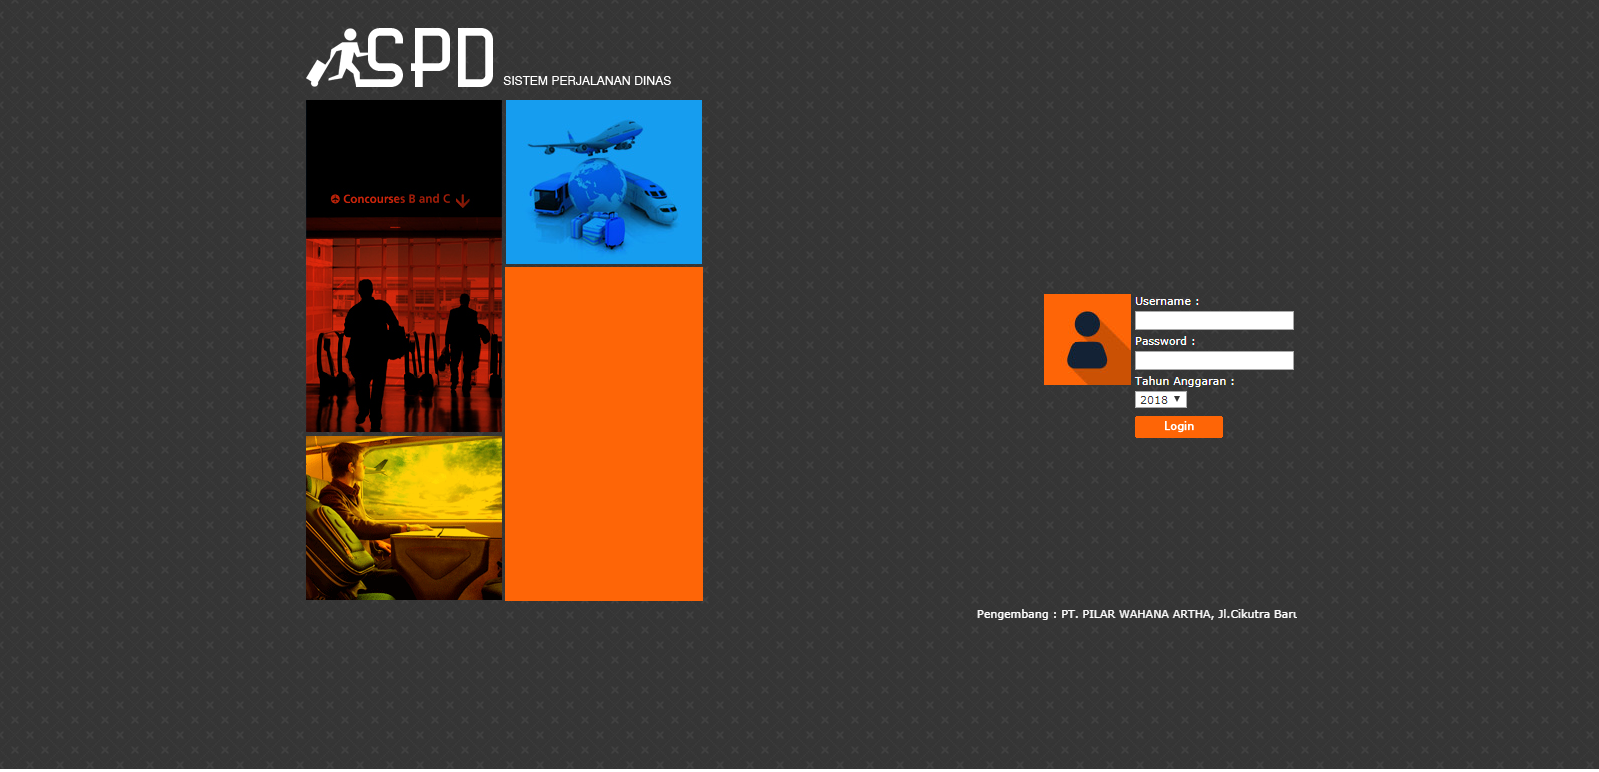 SPD SISTEM PERJALANAN DINAS
Concourses B and C
Username :
Password :
Tahun Anggaran :
2018
Login
Pengembang : PT. PILAR WAHANA ARTHA, Jl.Cikutra Baru